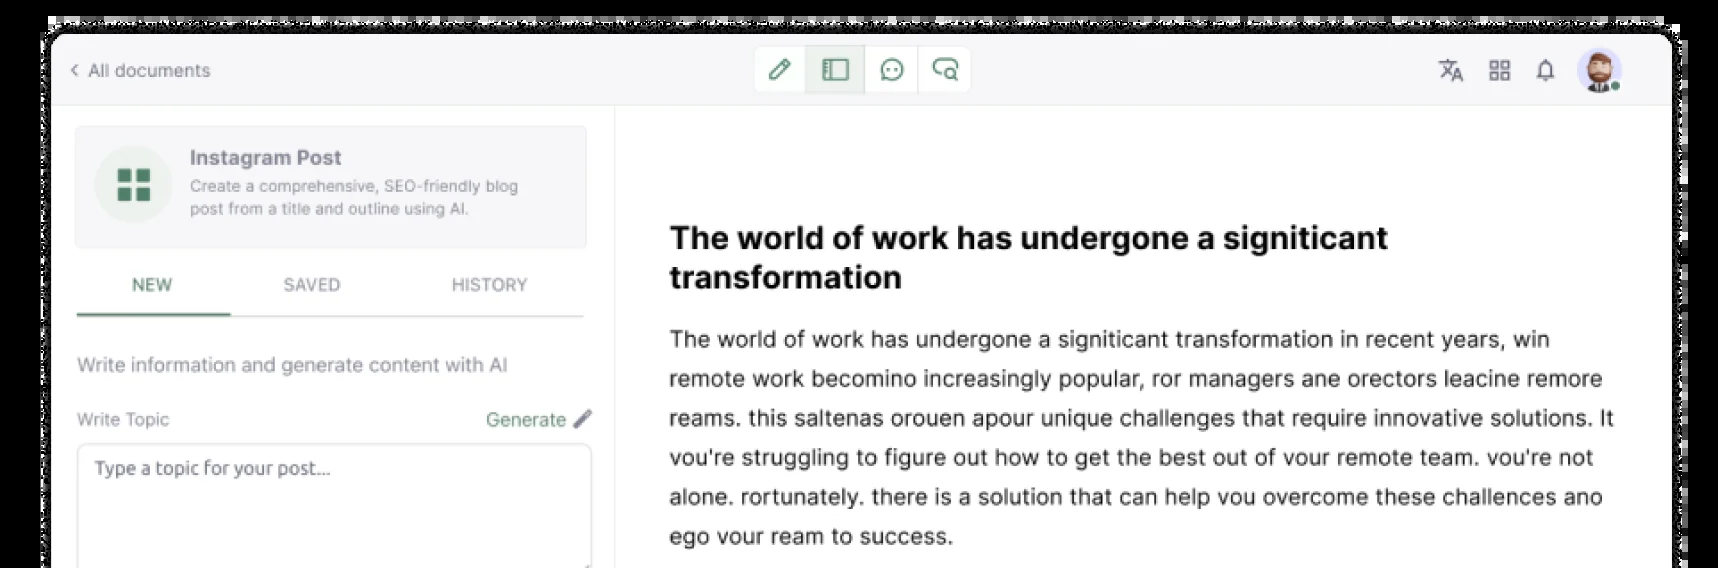 All documents
Instagram Post
Create a comprehensive, SEO-friendly blog
post from a title and outline using AI.
NEW SAVED HISTORY
Write information and generate content with AI
Write Topic Generate
Type a topic for your post...
The world of work has undergone a signiticant
transformation
The world of work has undergone a signiticant transformation in recent years, win
remote work becomino increasingly popular, ror managers ane orectors leacine remore
reams. this saltenas orouen apour unique challenges that require innovative solutions. It
vou're struggling to figure out how to get the best out of vour remote team. vou're not
alone. rortunately. there is a solution that can help vou overcome these challences ano
ego vour ream to success.